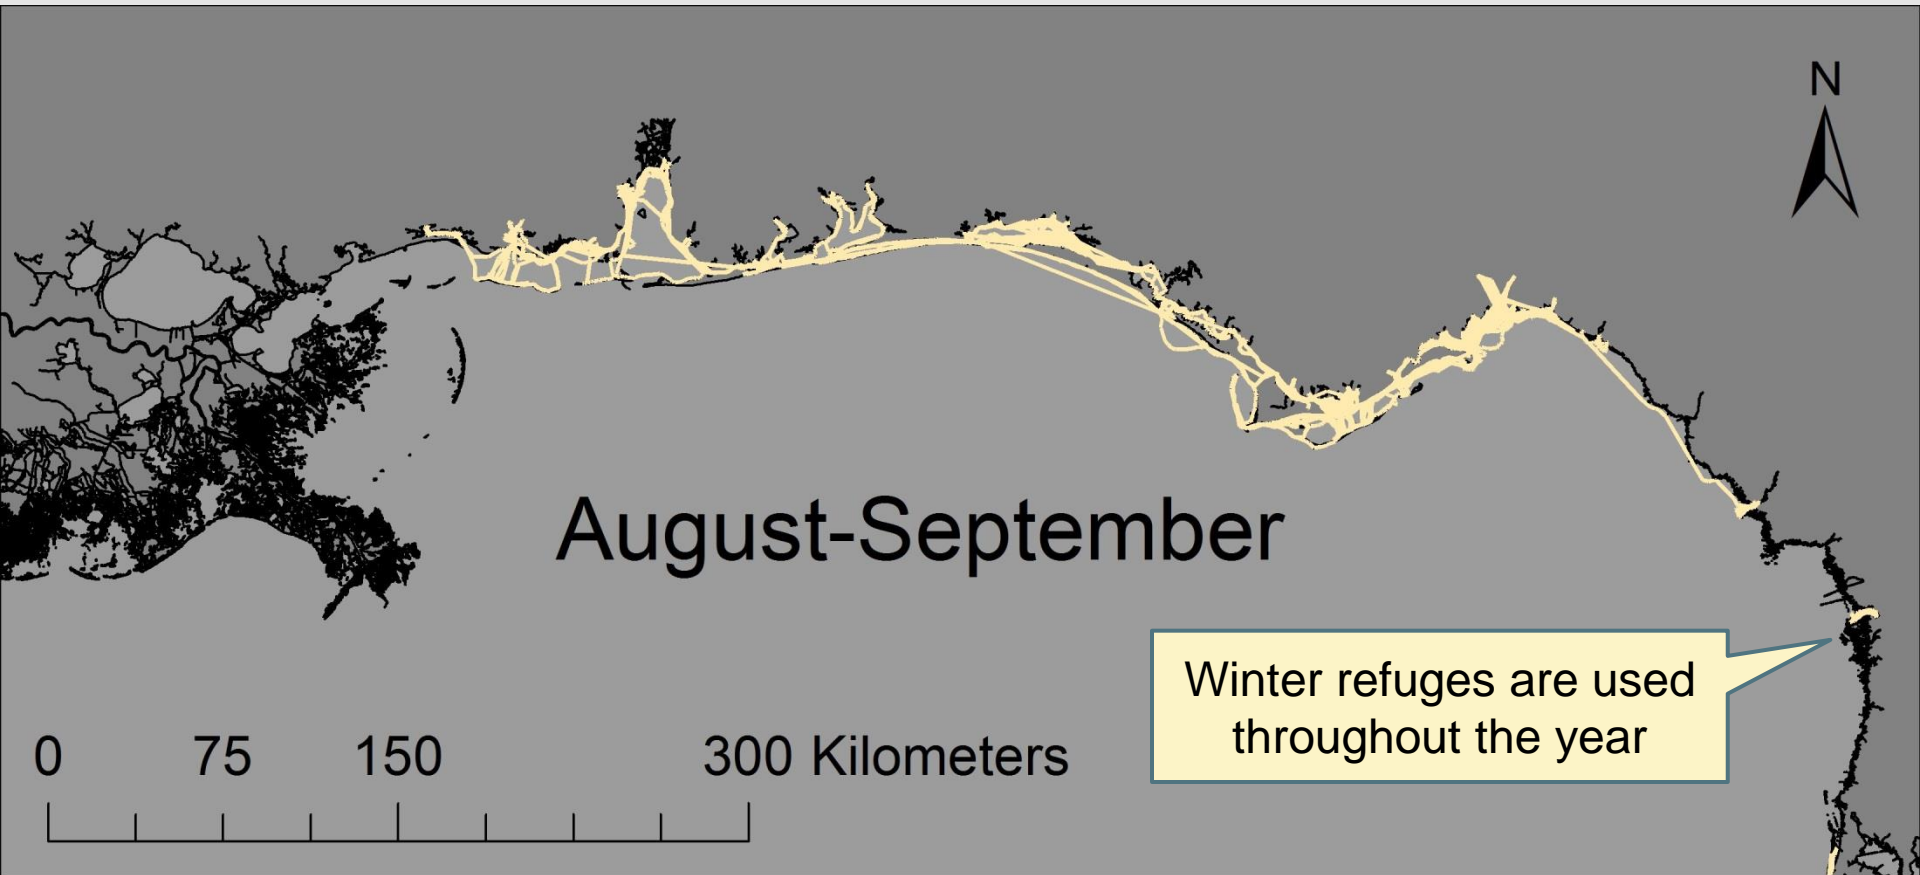 N
August-September
Winter refuges are used
throughout the year
0 75 150 300 Kilometers